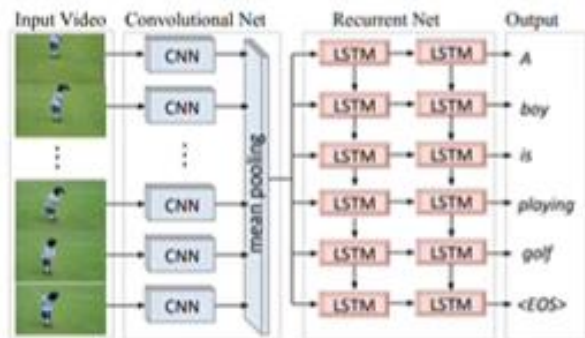 Input Video Convolutional Net Recurrent Net Output
CNN LSTM LSTM A
CNN LSTM LSTM boy
LSTM LSTM is
mean pooling
CNN LSTM LSTM playing
CNN LSTM LSTM golf
CNN LSTM LSTM <EOS>